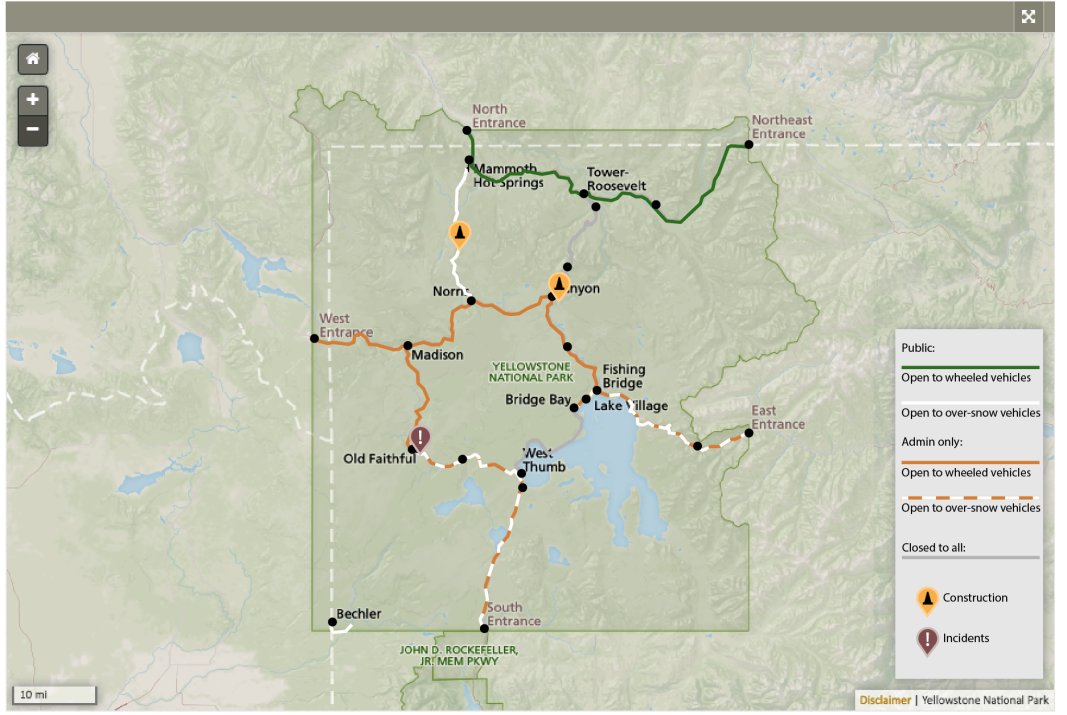 North
Entrance
Northeast
Entrance
Mammoth
Hot Springs
Tower-
Roosevelt
Norris
nyon
West
Entrance
Madison
YELLOWSTONE
NATIONAL PARK
Fishing
Bridge
Bridge Bay
Lake Village
East
Entrance
Old Faithful
West
Thumb
South
Entrance
Bechler
JOHN D. ROCKEFELLER,
JR. MEM PKWY
Public:
Open to wheeled vehicles
Open to over-snow vehicles
Admin only:
Open to wheeled vehicles
Open to over-snow vehicles
Closed to all:
Construction
Incidents
10 mi
Disclaimer | Yellowstone National Park